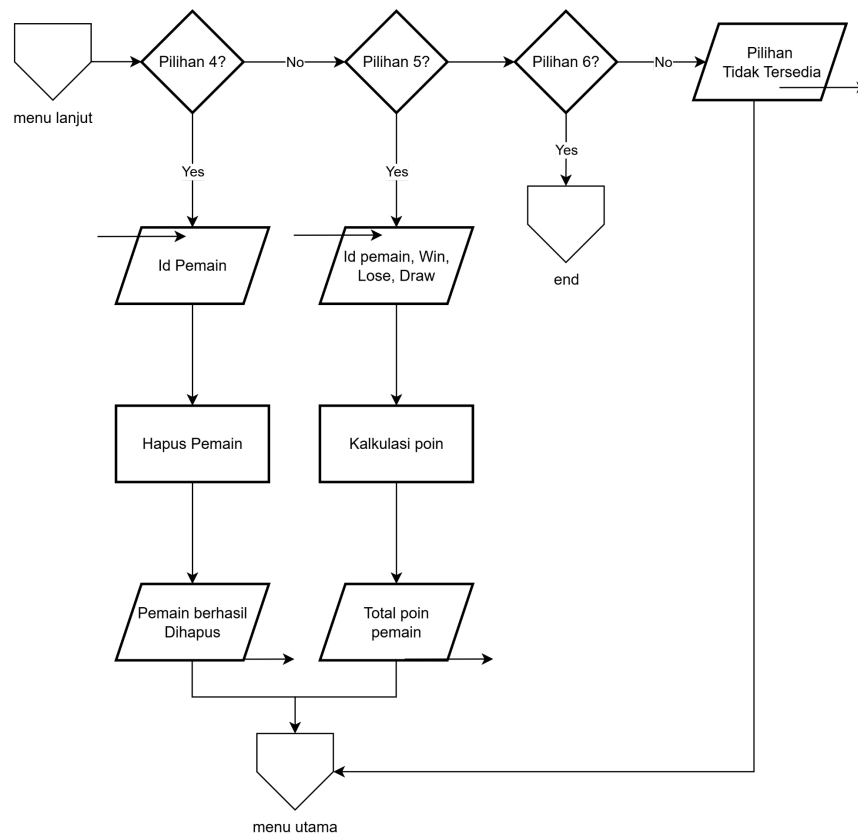 Pilihan 4?
No
Pilihan 5?
Pilihan 6?
No
Pilihan
Tidak Tersedia
menu lanjut
Yes
Yes
Yes
Id Pemain
Id pemain, Win,
Lose, Draw
end
Hapus Pemain
Kalkulasi poin
Pemain berhasil
Dihapus
Total poin
pemain
menu utama